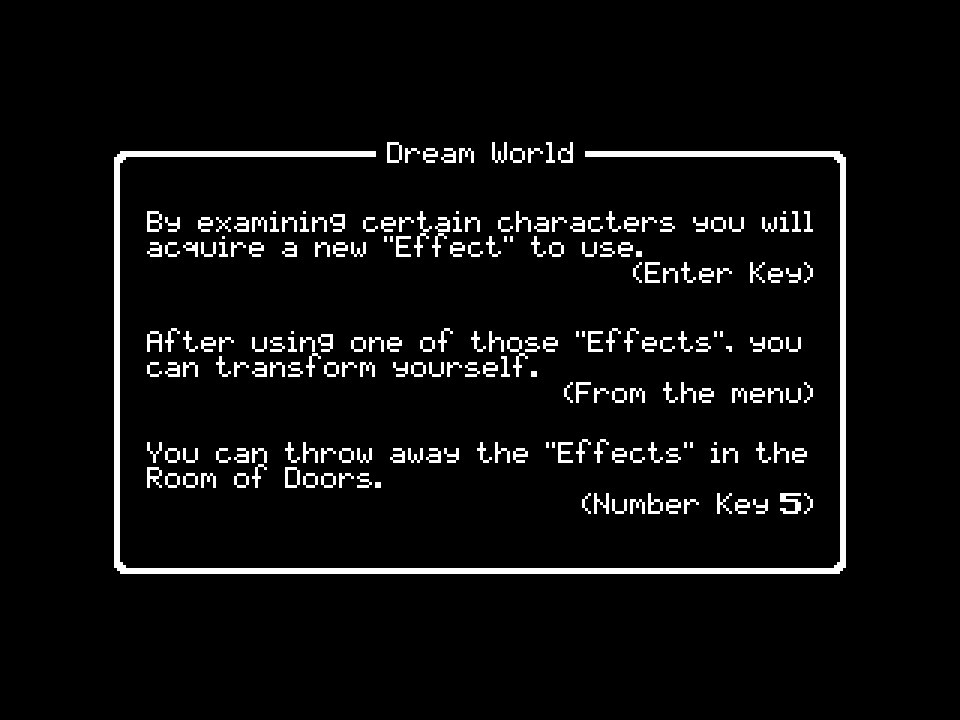 Dream World
By examining certain characters you will
acquire a new "Effect" to use.
(Enter Key)
After using one of those "Effects", you
can transform yourself.
(From the menu)
You can throw away the "Effects" in the
Room of Doors.
(Number Key 5)